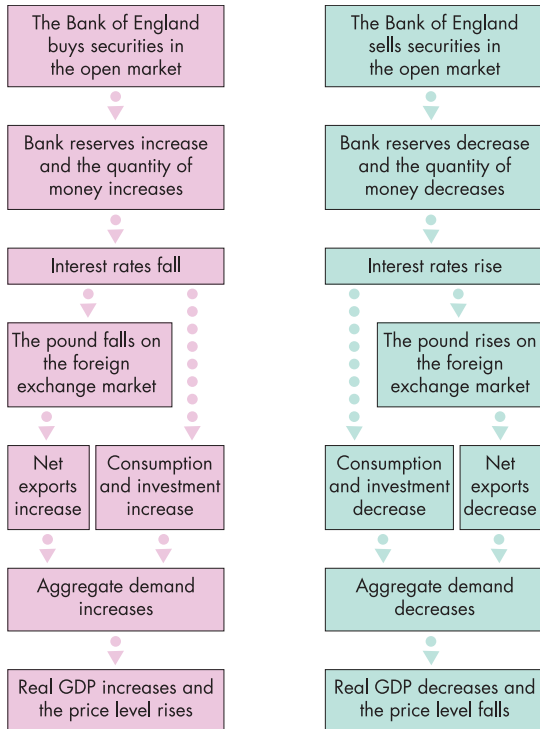 The Bank of England
buys securities in
the open market
Bank reserves increase
and the quantity of
money increases
Interest rates fall
The pound falls on
the foreign
exchange market
Net
exports
increase
Consumption
and investment
increase
Aggregate demand
increases
Real GDP increases and
the price level rises
The Bank of England
sells securities in
the open market
Bank reserves decrease
and the quantity of
money decreases
Interest rates rise
The pound rises on
the foreign
exchange market
Consumption
and investment
decrease
Net
exports
decrease
Aggregate demand
decreases
Real GDP decreases and
the price level falls